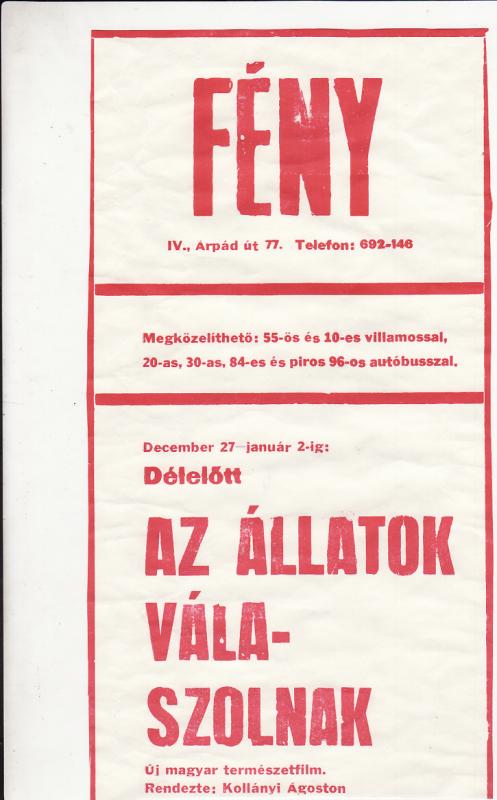 FÉNY
IV., Árpád út 77. Telefon: 692-146
Megközelíthető: 55-ös és 10-es villamossal,
20-as, 30-as, 84-es és piros 96-os autóbusszal.
December 27—január 2-ig:
Délelőtt
AZ ÁLLATOK
VÁLA-
SZOLNAK
Új magyar természetfilm.
Rendezte: Kollányi Ágoston